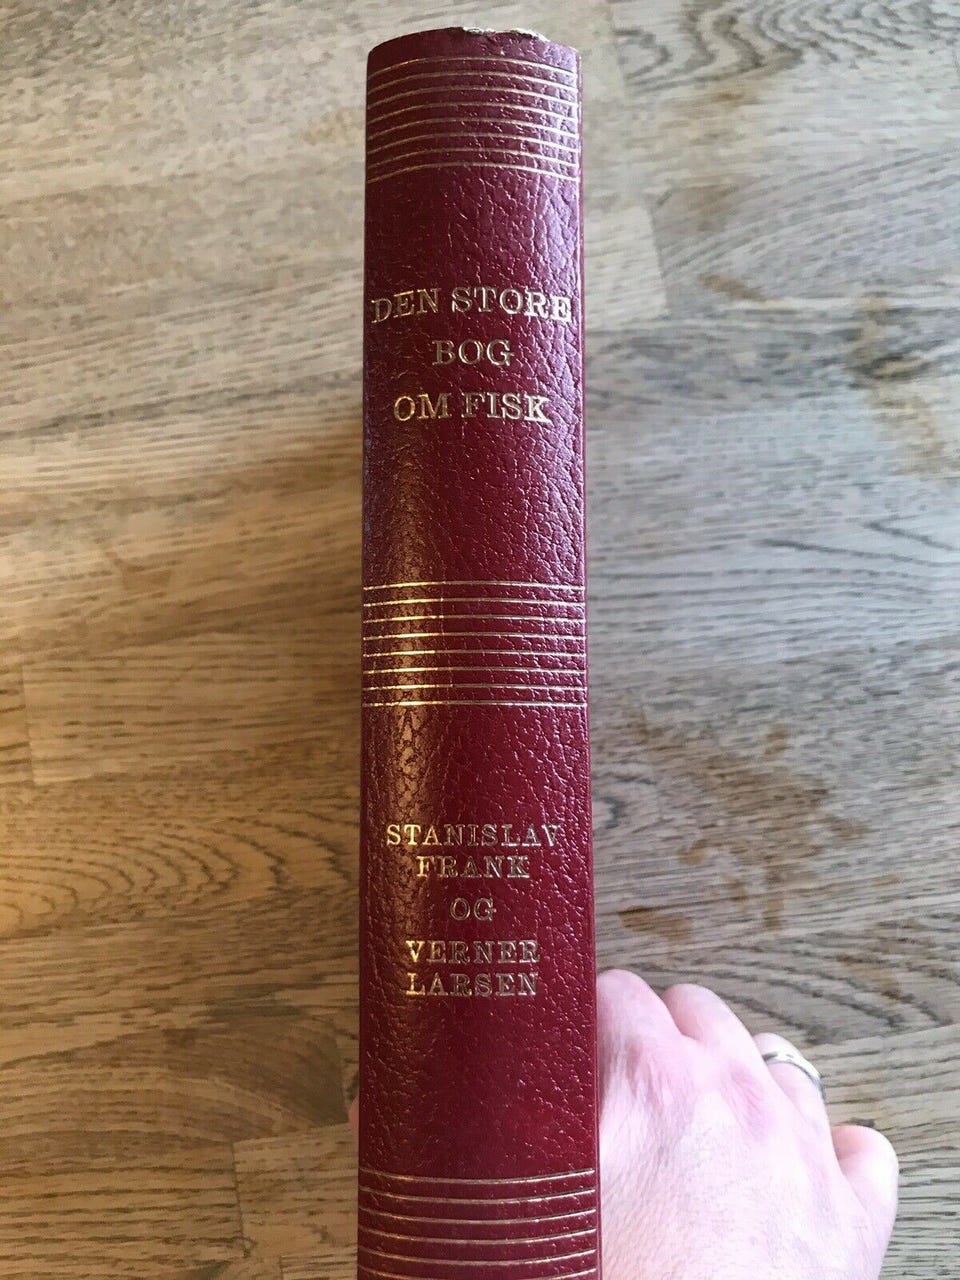 DEN STORE
BOG
OM FISK
STANISLAV
FRANK
OG
VERNER
LARSEN